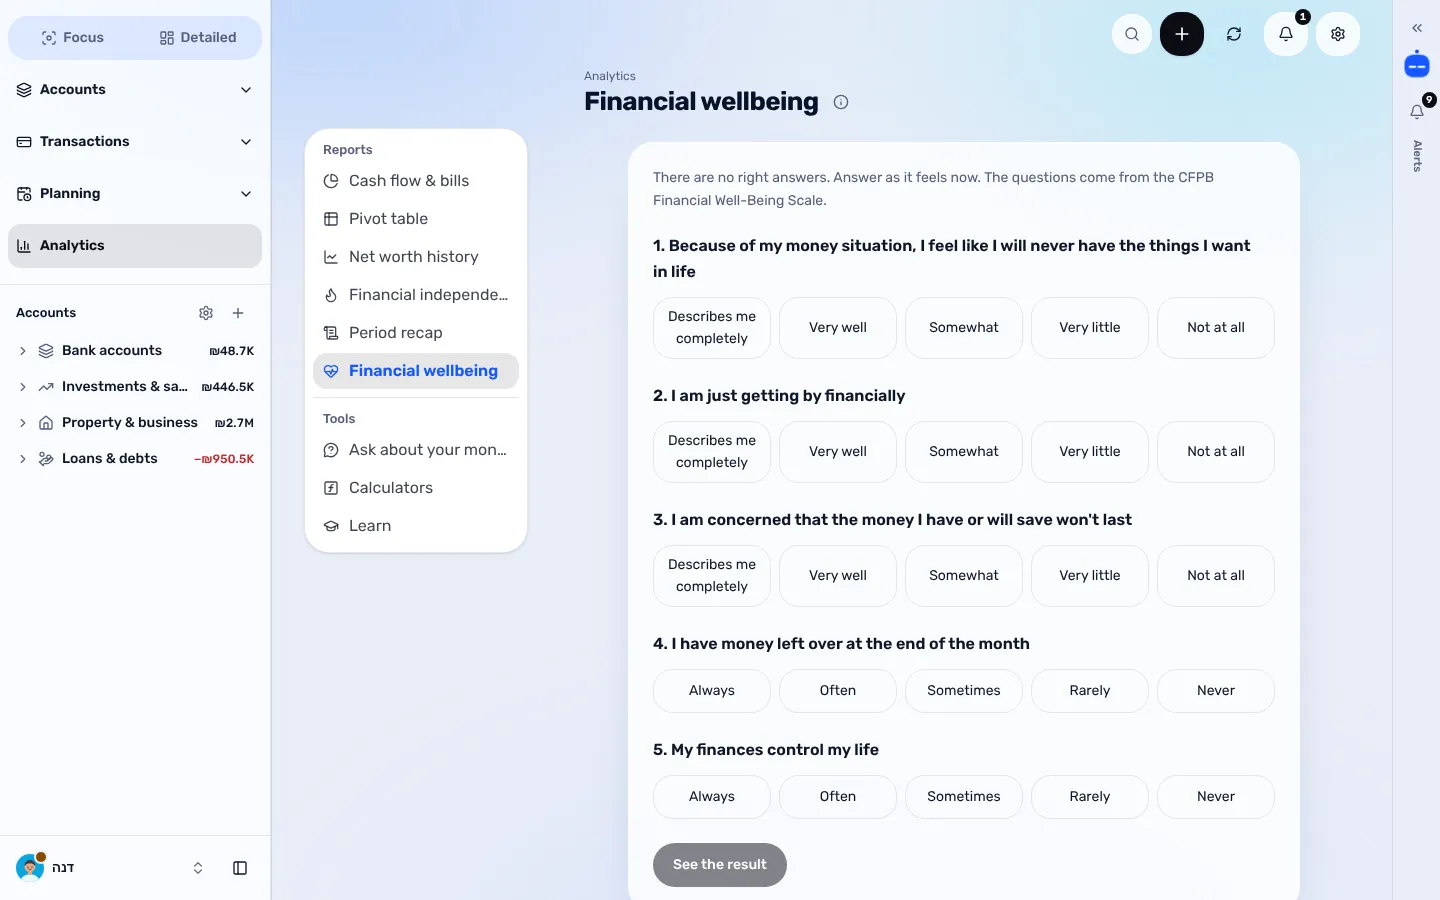 Focus
Detailed
Accounts
Transactions
Planning
Analytics
Accounts
Bank accounts ₪48.7K
Investments & sa... ₪446.5K
Property & business ₪2.7M
Loans & debts −₪950.5K
דנה
1
9
Alerts
Analytics
Financial wellbeing
Reports
Cash flow & bills
Pivot table
Net worth history
Financial independe...
Period recap
Financial wellbeing
Tools
Ask about your mon...
Calculators
Learn
There are no right answers. Answer as it feels now. The questions come from the CFPB
Financial Well-Being Scale.
1. Because of my money situation, I feel like I will never have the things I want
in life
Describes me
completely
Very well
Somewhat
Very little
Not at all
2. I am just getting by financially
Describes me
completely
Very well
Somewhat
Very little
Not at all
3. I am concerned that the money I have or will save won't last
Describes me
completely
Very well
Somewhat
Very little
Not at all
4. I have money left over at the end of the month
Always
Often
Sometimes
Rarely
Never
5. My finances control my life
Always
Often
Sometimes
Rarely
Never
See the result